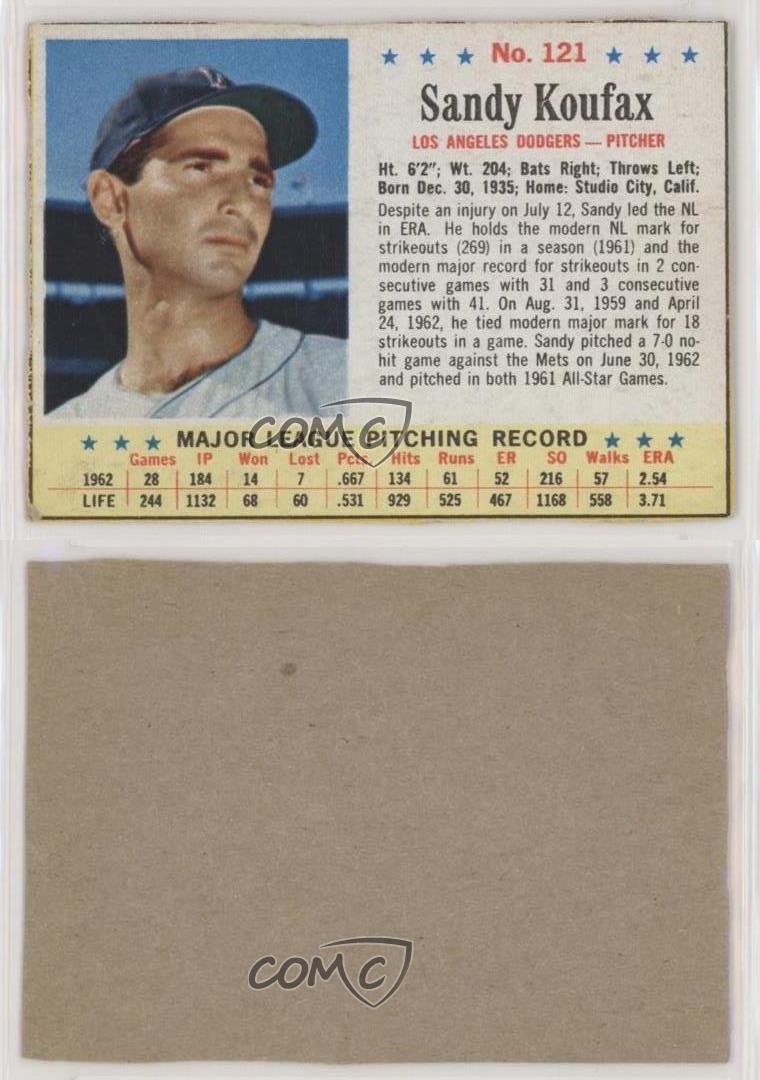 No. 121
Sandy Koufax
LOS ANGELES DODGERS — PITCHER
Ht. 6'2"; Wt. 204; Bats Right; Throws Left;
Born Dec. 30, 1935; Home: Studio City, Calif.
Despite an injury on July 12, Sandy led the NL
in ERA. He holds the modern NL mark for
strikeouts (269) in a season (1961) and the
modern major record for strikeouts in 2 con-
secutive games with 31 and 3 consecutive
games with 41. On Aug. 31, 1959 and April
24, 1962, he tied modern major mark for 18
strikeouts in a game. Sandy pitched a 7-0 no-
hit game against the Mets on June 30, 1962
and pitched in both 1961 All-Star Games.
COMC
MAJOR LEAGUE PITCHING RECORD
Games IP Won Lost Pct. Hits Runs ER SO Walks ERA
1962 28 184 14 7 .667 134 61 52 216 57 2.54
LIFE 244 1132 68 60 .531 929 525 467 1168 558 3.71
COMC